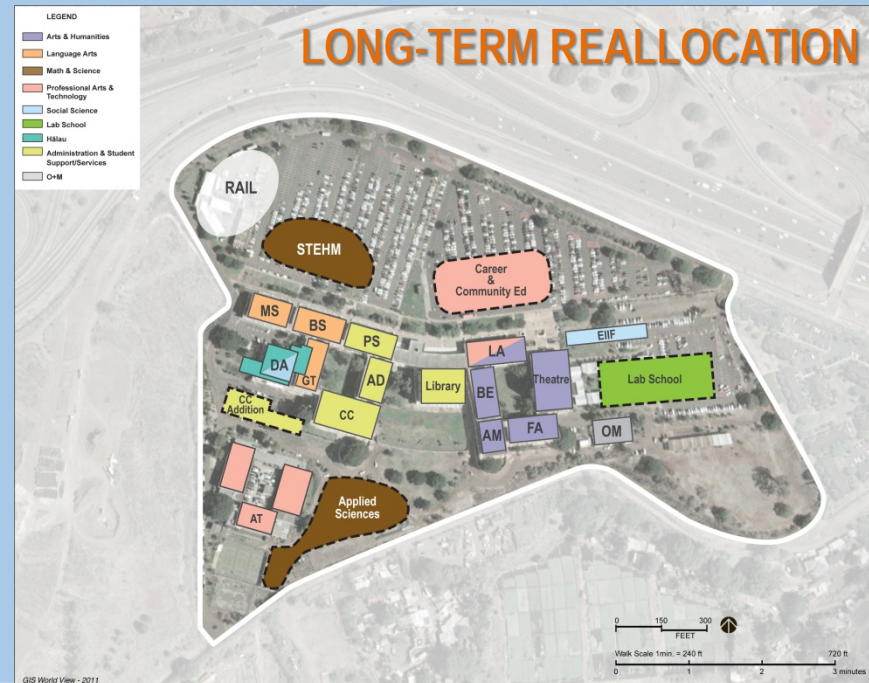 LEGEND
Arts & Humanities
Language Arts
Math & Science
Professional Arts &
Technology
Social Science
Lab School
Hālau
Administration & Student
Support/Services
O+M
LONG-TERM REALLOCATION
RAIL
STEHM
Career
&
Community Ed
MS
BS
PS
LA
EIIF
DA
GT
AD
Library
BE
Theatre
Lab School
CC
Addition
CC
AM
FA
OM
AT
Applied
Sciences
0 150 300
FEET
Walk Scale 1min. = 240 ft 720 ft
0 1 2 3 minutes
GIS World View - 2011